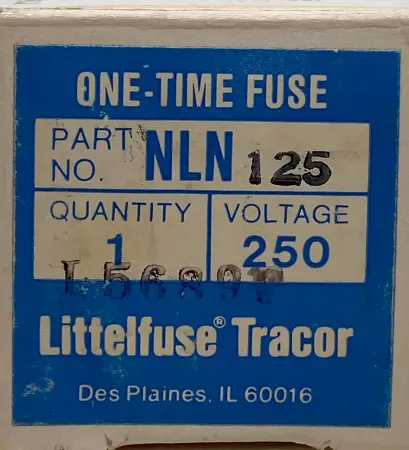 ONE-TIME FUSE
PART NO. NLN 125
QUANTITY VOLTAGE
1 250
Littelfuse® Tracor
Des Plaines, IL 60016